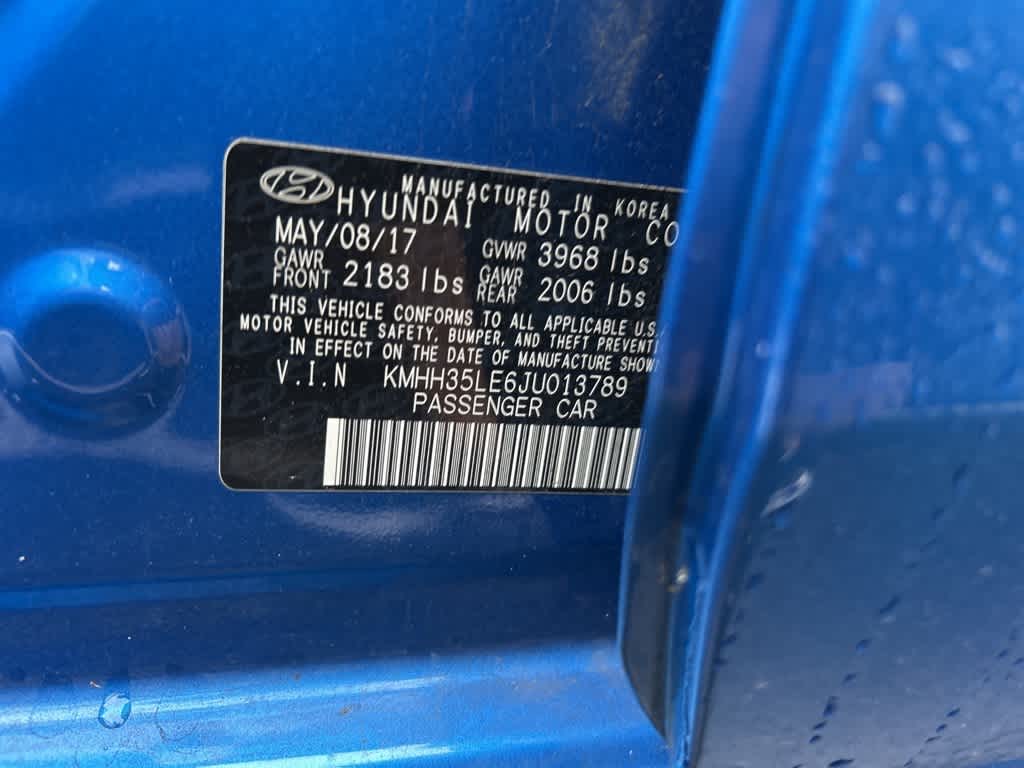 MANUFACTURED IN KOREA
HYUNDAI MOTOR CO
MAY/08/17 GVWR 3968 lbs
GAWR FRONT 2183 lbs GAWR REAR 2006 lbs
THIS VEHICLE CONFORMS TO ALL APPLICABLE U.S.
MOTOR VEHICLE SAFETY, BUMPER, AND THEFT
IN EFFECT ON THE DATE OF MANUFACTURE
V.I.N KMHH35LE6JU013789
PASSENGER CAR